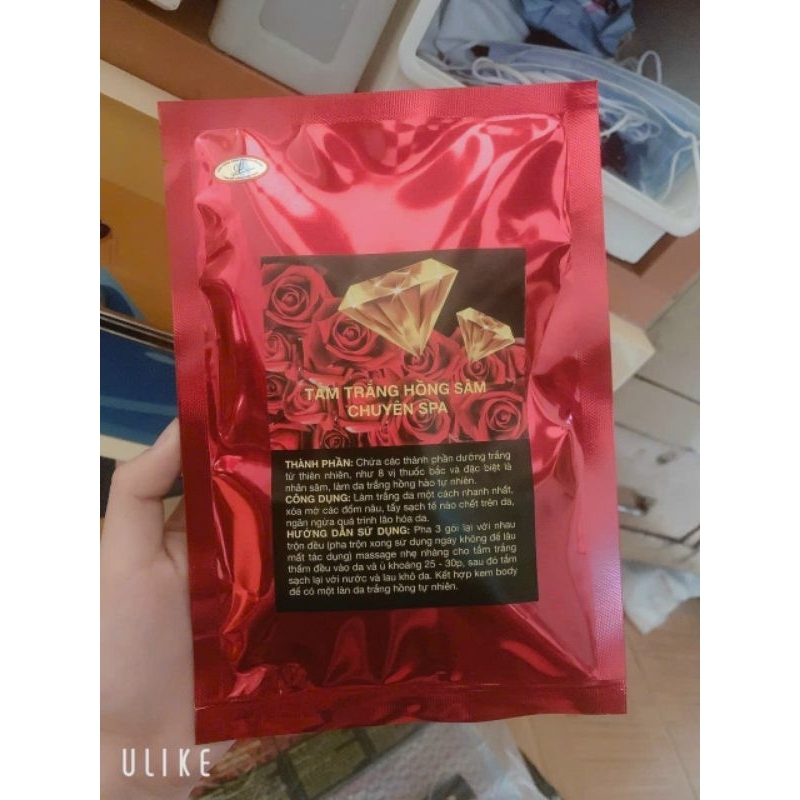 TẮM TRẮNG HỒNG SÂM
CHUYÊN SPA
THÀNH PHẦN: Chứa các thành phần dưỡng trắng
từ thiên nhiên, như 8 vị thuốc bắc và đặc biệt là
nhân sâm, làm da trắng hồng hào tự nhiên.
CÔNG DỤNG: Làm trắng da một cách nhanh nhất,
xóa mờ các đốm nâu, tẩy sạch tế nào chết trên da,
ngăn ngừa quá trình lão hóa da.
HƯỚNG DẪN SỬ DỤNG: Pha 3 gói lại với nhau
trộn đều (pha trộn xong sử dụng ngay không để lâu
mất tác dụng) massage nhẹ nhàng cho tắm trắng
thấm đều vào da và ủ khoảng 25 - 30p, sau đó tắm
sạch lại với nước và lau khô da. Kết hợp kem body
để có một làn da trắng hồng tự nhiên.
ULIKE